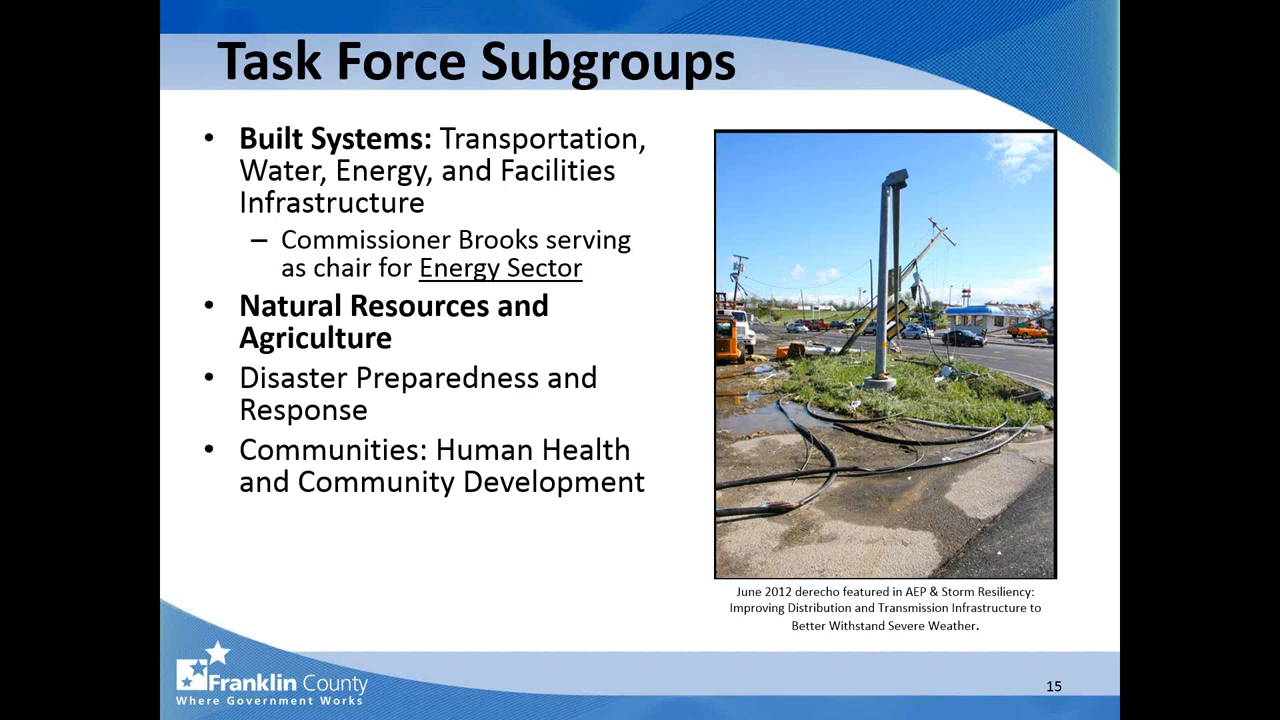 Task Force Subgroups
• Built Systems: Transportation,
Water, Energy, and Facilities
Infrastructure
– Commissioner Brooks serving
as chair for Energy Sector
• Natural Resources and
Agriculture
• Disaster Preparedness and
Response
• Communities: Human Health
and Community Development
June 2012 derecho featured in AEP & Storm Resiliency:
Improving Distribution and Transmission Infrastructure to
Better Withstand Severe Weather.
Franklin County
Where Government Works
15